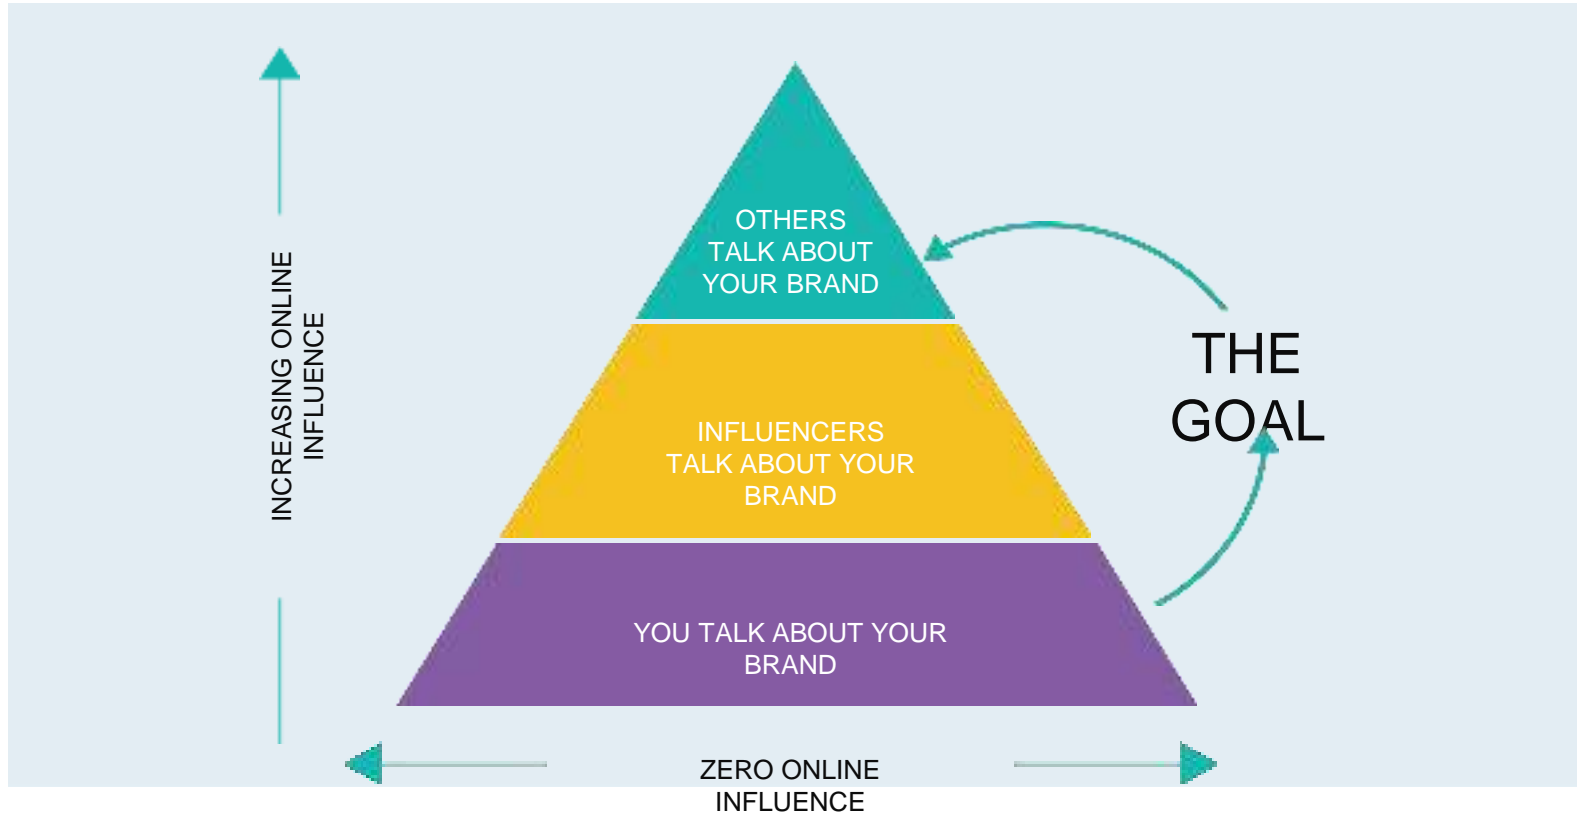 OTHERS
TALK ABOUT
YOUR BRAND
INCREASING ONLINE
INFLUENCE
THE
GOAL
INFLUENCERS
TALK ABOUT YOUR
BRAND
YOU TALK ABOUT YOUR
BRAND
ZERO ONLINE
INFLUENCE